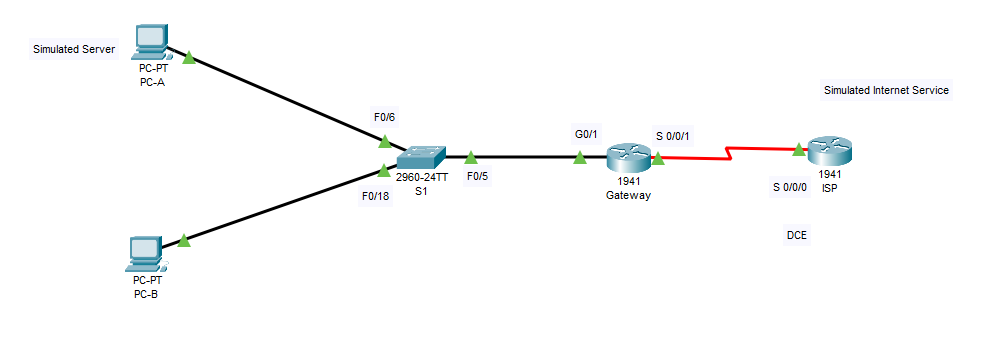 Simulated Server
PC-PT
PC-A
F0/6
2960-24TT
S1
F0/5
F0/18
PC-PT
PC-B
G0/1
1941
Gateway
S 0/0/1
Simulated Internet Service
1941
ISP
S 0/0/0
DCE